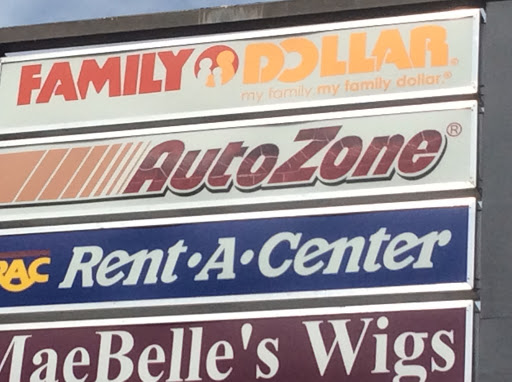 FAMILY DOLLAR®
my family. my family dollar.®
AutoZone®
RAC Rent·A·Center
MaeBelle's Wigs